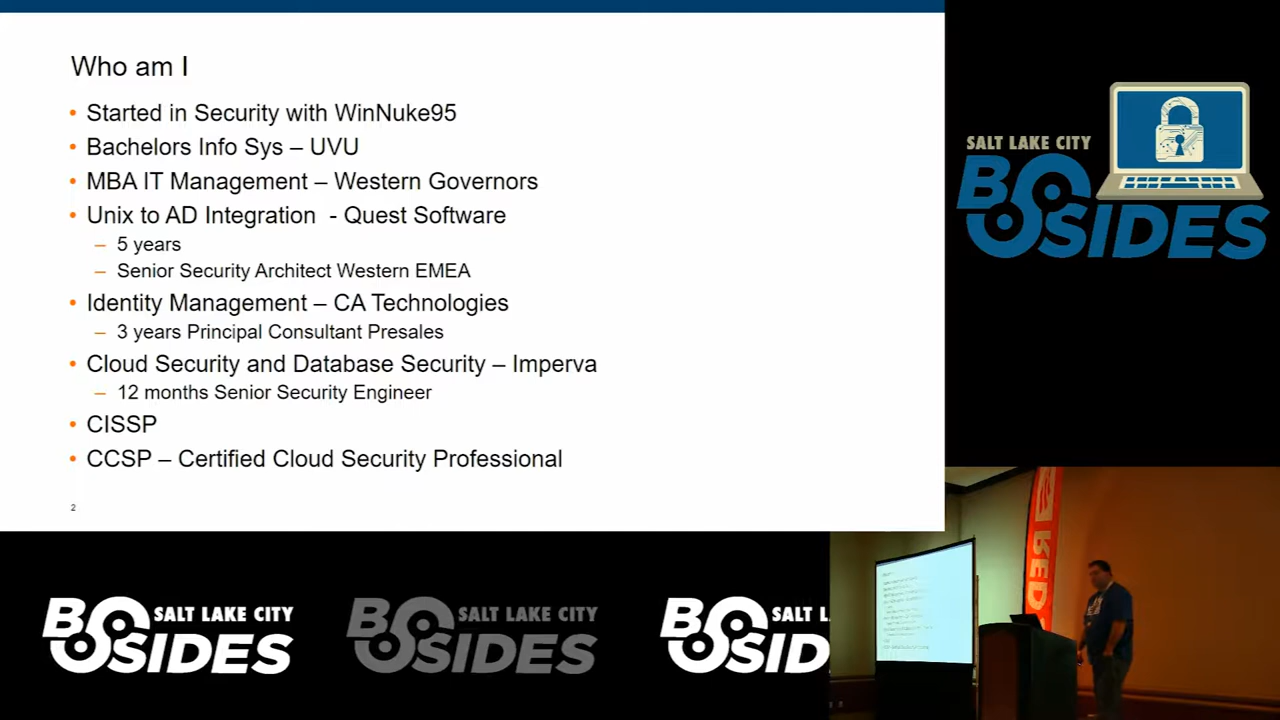 Who am I
• Started in Security with WinNuke95
• Bachelors Info Sys – UVU
• MBA IT Management – Western Governors
• Unix to AD Integration - Quest Software
– 5 years
– Senior Security Architect Western EMEA
• Identity Management – CA Technologies
– 3 years Principal Consultant Presales
• Cloud Security and Database Security – Imperva
– 12 months Senior Security Engineer
• CISSP
• CCSP – Certified Cloud Security Professional
2
SALT LAKE CITY
BSIDES
RED
SALT LAKE CITY
BSIDES
SALT LAKE CITY
BSIDES
SALT L
BSID